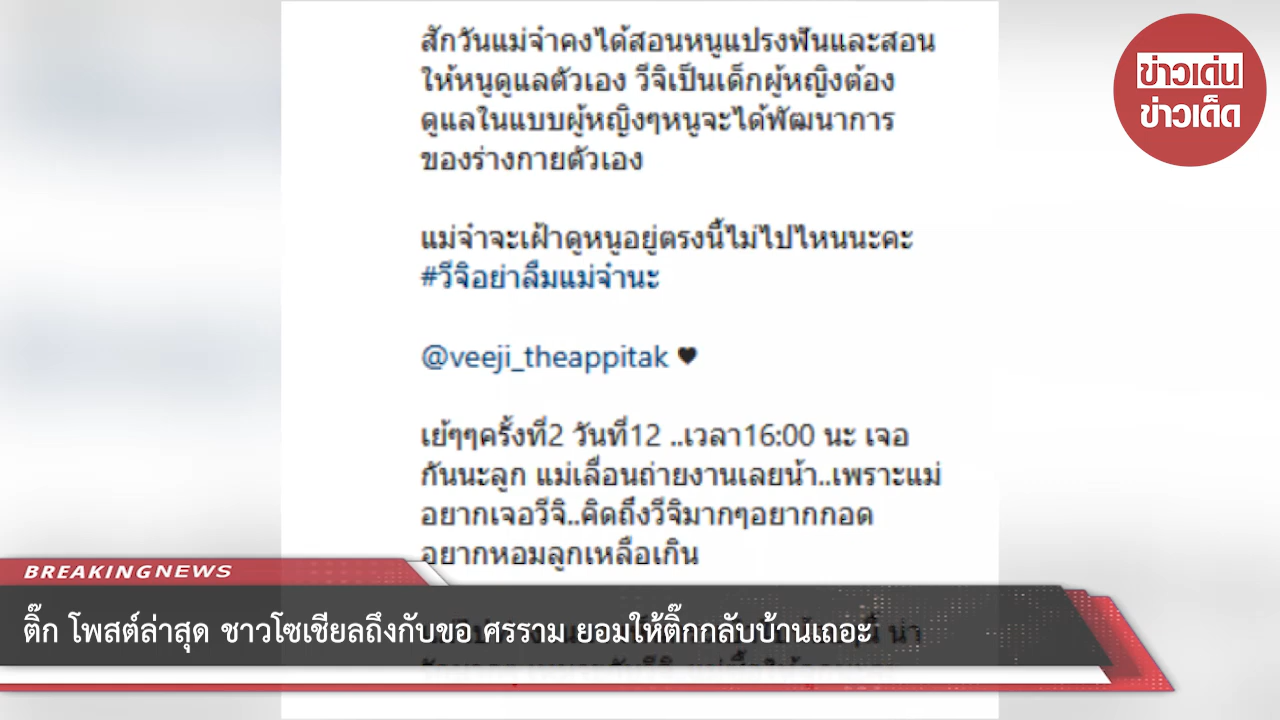 สักวันแม่จ๋าคงได้สอนหนูแปรงฟันและสอน
ให้หนูดูแลตัวเอง วีจิเป็นเด็กผู้หญิงต้อง
ดูแลในแบบผู้หญิงๆหนูจะได้พัฒนาการ
ของร่างกายตัวเอง
แม่จ๋าจะเฝ้าดูหนูอยู่ตรงนี้ไม่ไปไหนนะคะ
#วีจิอย่าลืมแม่จ๋านะ
@veeji_theappitak ♥
เย้ๆๆครั้งที่2 วันที่12 ..เวลา16:00 นะ เจอ
กันนะลูก แม่เลื่อนถ่ายงานเลยน้า..เพราะแม่
อยากเจอวีจิ..คิดถึงวีจิมากๆอยากกอด
อยากหอมลูกเหลือเกิน
ข่าวเด่น
ข่าวเด็ด
BREAKING NEWS
ติ๊ก โพสต์ล่าสุด ชาวโซเชียลถึงกับขอ ศรราม ยอมให้ติ๊กกลับบ้านเถอะ